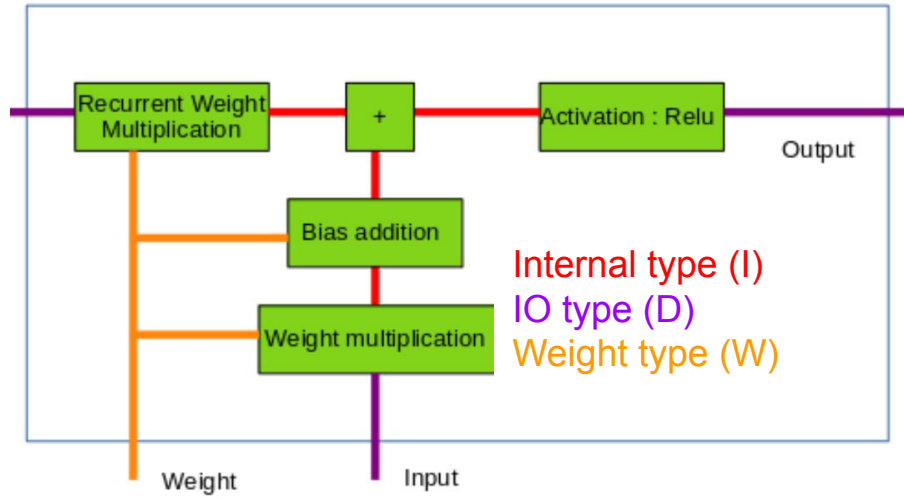 Recurrent Weight
Multiplication
+
Activation : Relu
Output
Bias addition
Internal type (I)
IO type (D)
Weight multiplication
Weight type (W)
Weight
Input